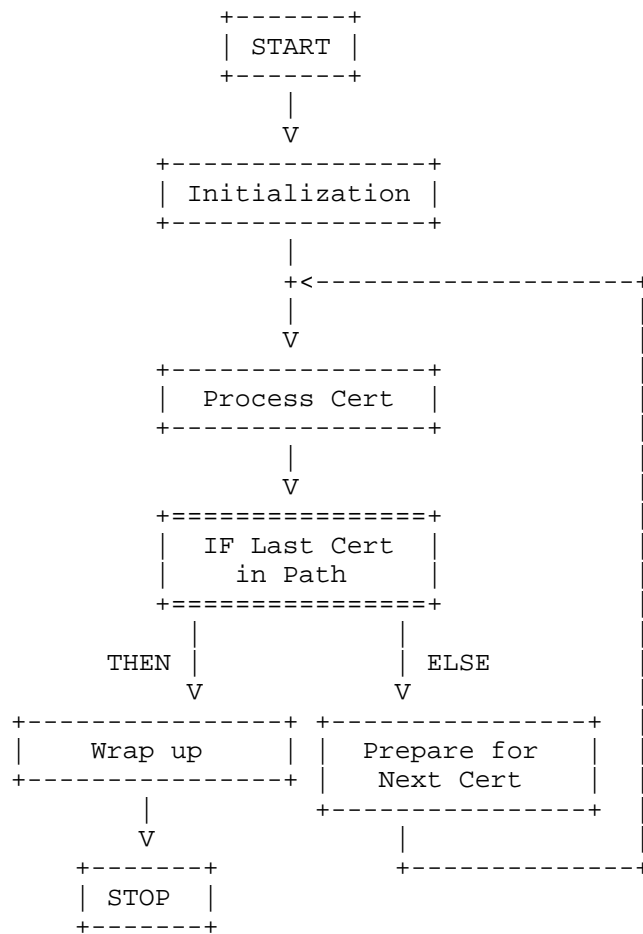 START
Initialization
Process Cert
IF Last Cert
in Path
THEN ELSE
Wrap up Prepare for
Next Cert
STOP